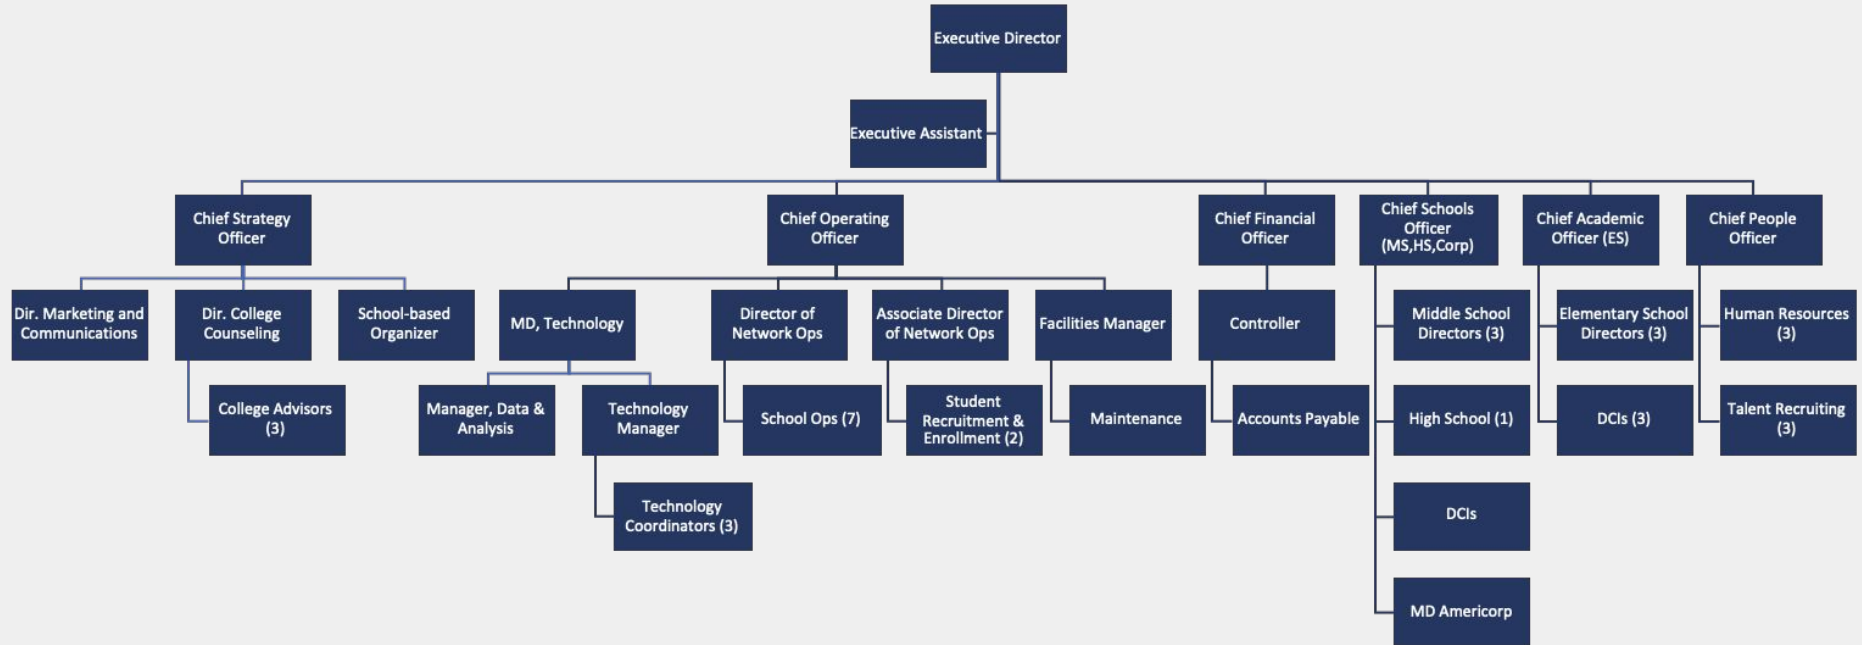 Executive Director
Executive Assistant
Chief Strategy
Officer
Chief Operating
Officer
Chief Financial
Officer
Chief Schools
Officer
(MS,HS,Corp)
Chief Academic
Officer (ES)
Chief People
Officer
Dir. Marketing and
Communications
Dir. College
Counseling
School-based
Organizer
MD, Technology
Director of
Network Ops
Associate Director
of Network Ops
Facilities Manager
Controller
Middle School
Directors (3)
Elementary School
Directors (3)
Human Resources
(3)
College Advisors
(3)
Manager, Data &
Analysis
Technology
Manager
School Ops (7)
Student
Recruitment &
Enrollment (2)
Maintenance
Accounts Payable
High School (1)
DCIs (3)
Talent Recruiting
(3)
Technology
Coordinators (3)
DCIs
MD Americorp